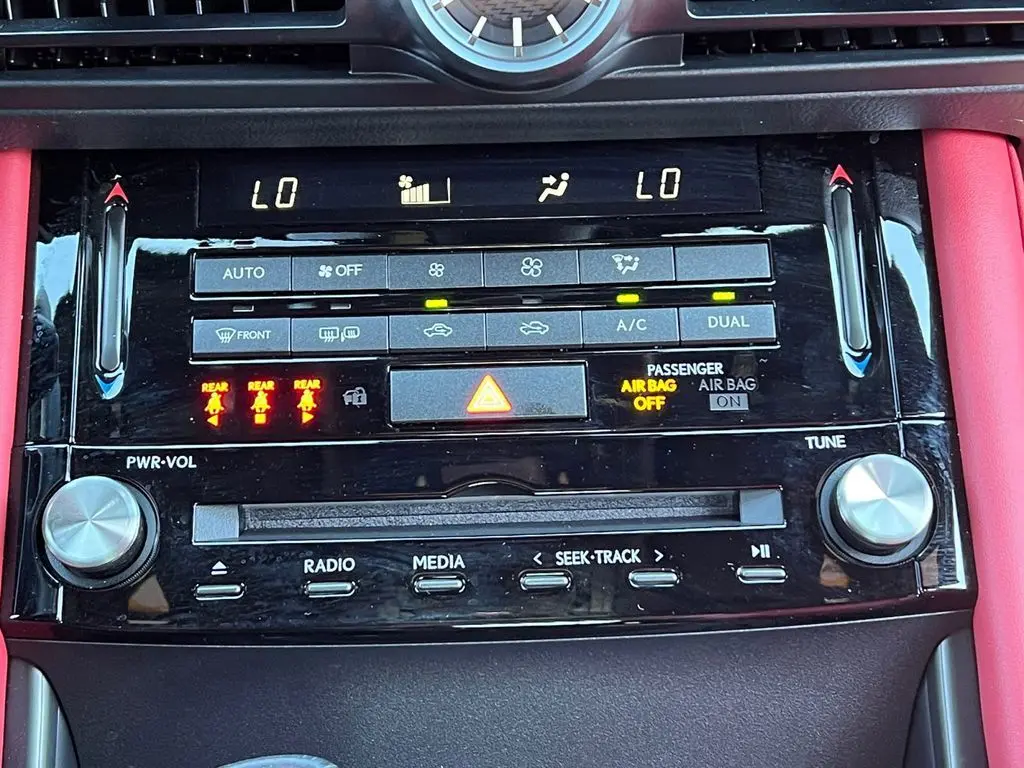 LO LO
AUTO OFF
FRONT A/C DUAL
REAR REAR REAR
PASSENGER
AIR BAG AIR BAG
OFF ON
PWR•VOL TUNE
RADIO MEDIA < SEEK•TRACK >